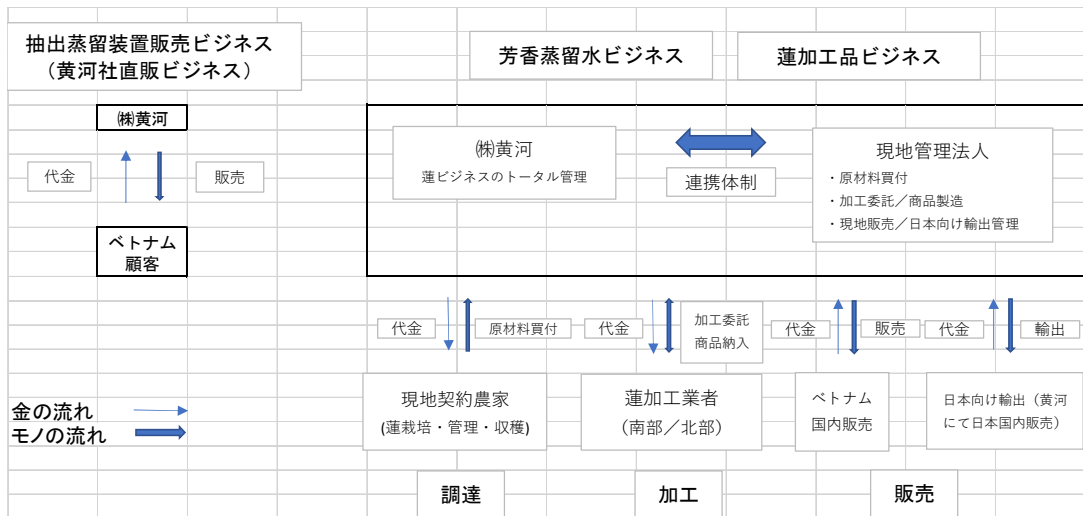 抽出蒸留装置販売ビジネス
（黄河社直販ビジネス）
芳香蒸留水ビジネス
蓮加工品ビジネス
㈱黄河
代金
販売
ベトナム
顧客
㈱黄河
蓮ビジネスのトータル管理
連携体制
現地管理法人
・原材料買付
・加工委託／商品製造
・現地販売／日本向け輸出管理
代金
原材料買付
代金
加工委託
商品納入
代金
販売
代金
輸出
現地契約農家
(蓮栽培・管理・収穫)
蓮加工業者
（南部／北部）
ベトナム
国内販売
日本向け輸出（黄河
にて日本国内販売）
金の流れ
モノの流れ
調達
加工
販売